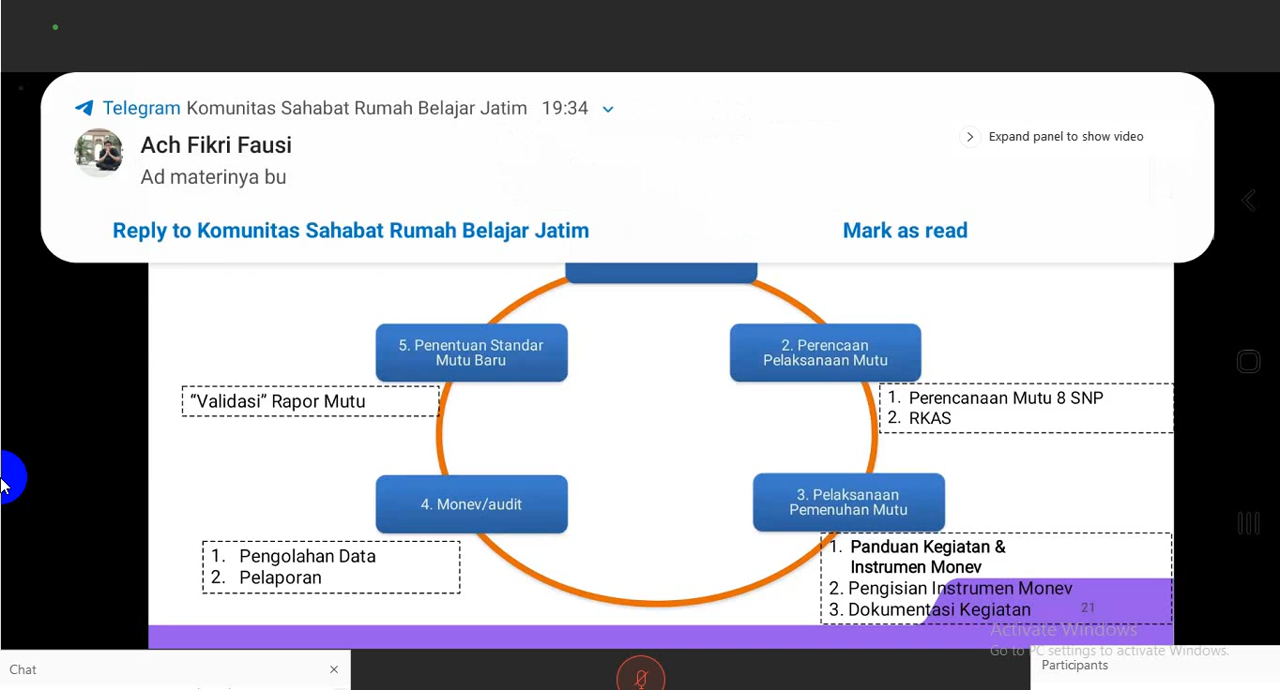 Telegram Komunitas Sahabat Rumah Belajar Jatim 19:34
Ach Fikri Fausi
Ad materinya bu
Expand panel to show video
Reply to Komunitas Sahabat Rumah Belajar Jatim
Mark as read
5. Penentuan Standar
Mutu Baru
2. Perencaan
Pelaksanaan Mutu
"Validasi" Rapor Mutu
1. Perencanaan Mutu 8 SNP
2. RKAS
4. Monev/audit
3. Pelaksanaan
Pemenuhan Mutu
1. Pengolahan Data
2. Pelaporan
1. Panduan Kegiatan &
Instrumen Monev
2. Pengisian Instrumen Monev
3. Dokumentasi Kegiatan
21
Activate Windows
Go to PC settings to activate Windows.
Chat
Participants